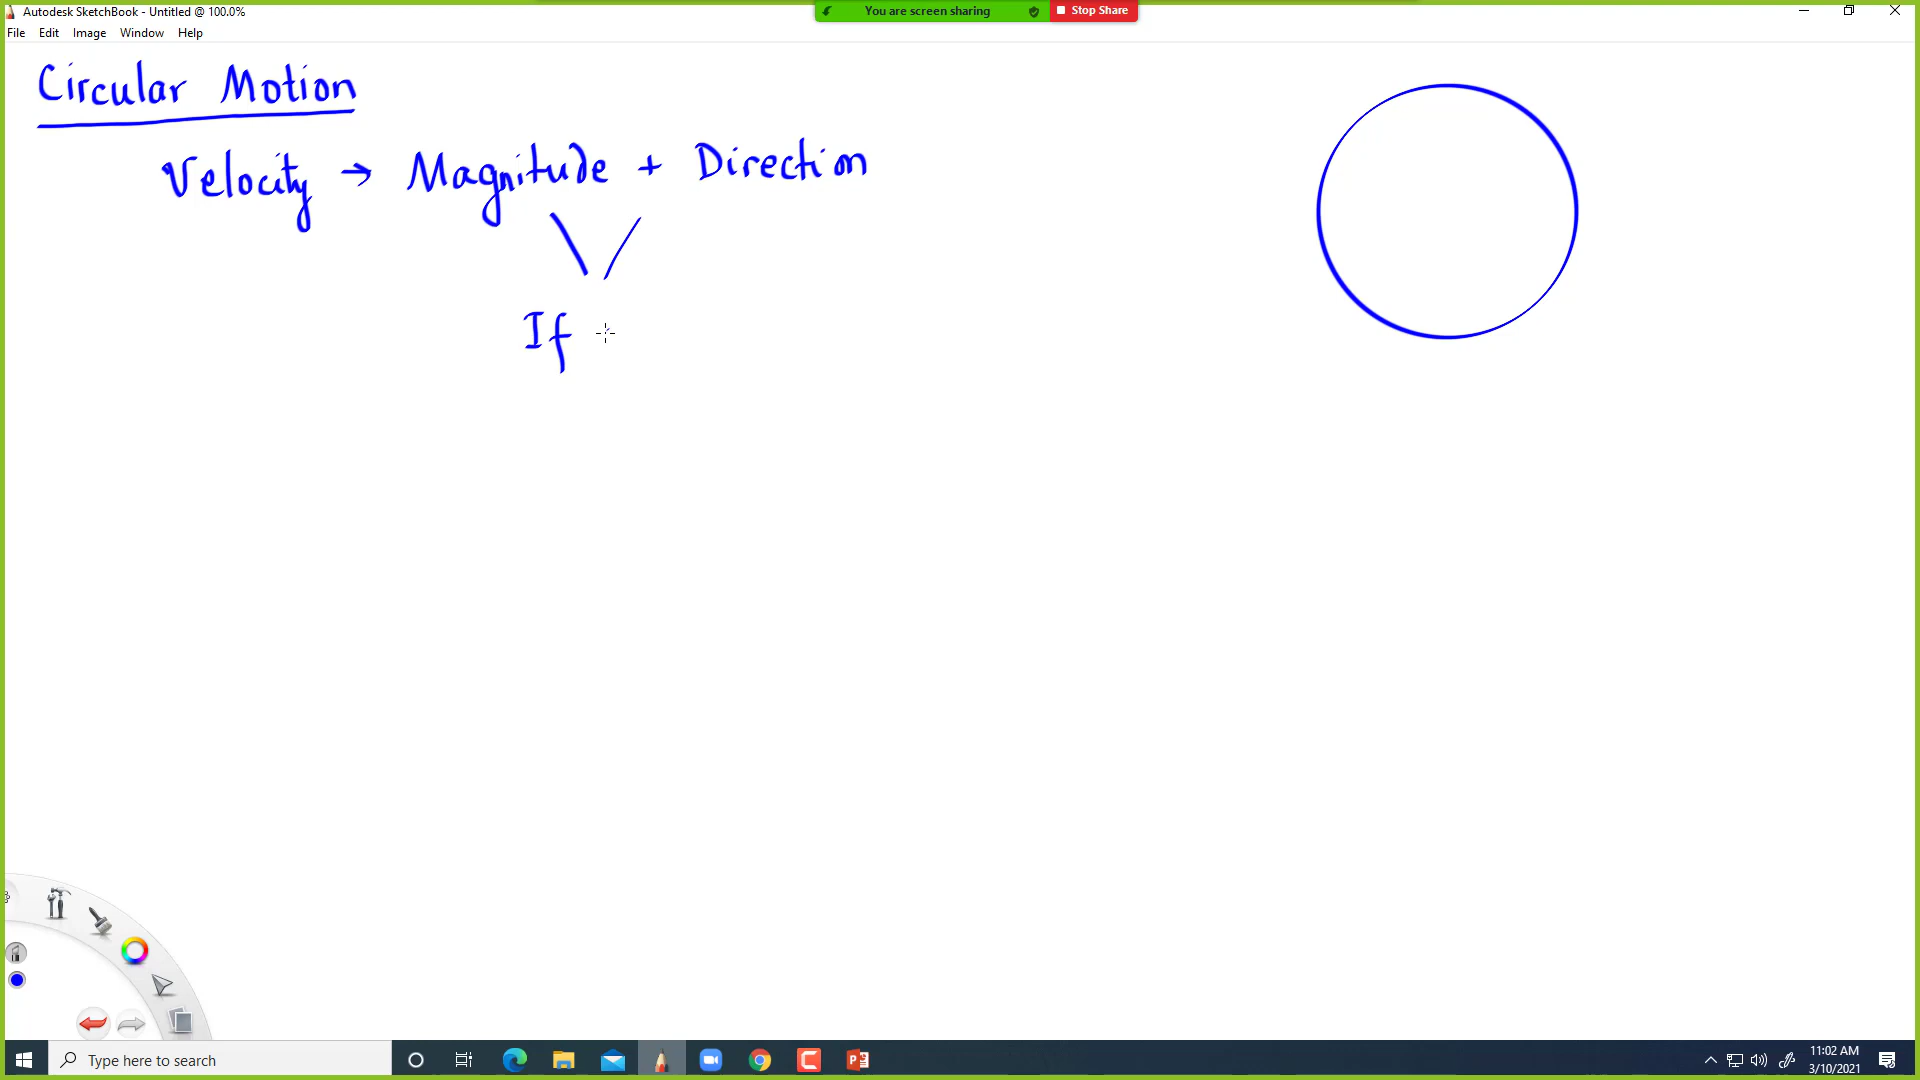 Autodesk SketchBook - Untitled @ 100.0%
You are screen sharing
Stop Share
File Edit Image Window Help
Circular Motion
Velocity → Magnitude + Direction
If
Type here to search
11:02 AM
3/10/2021